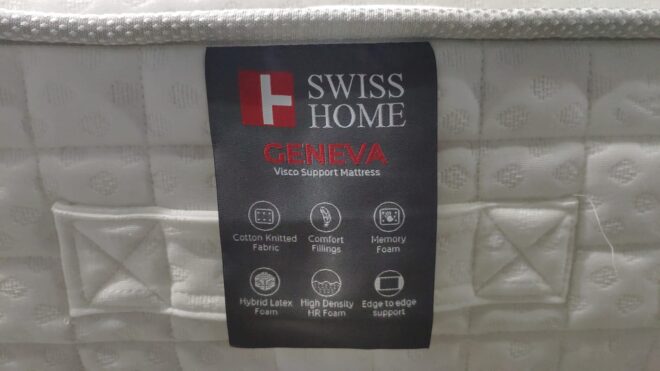 SWISS
HOME
GENEVA
Visco Support Mattress
Cotton Knitted
Fabric
Comfort
Fillings
Memory
Foam
Hybrid Latex
Foam
High Density
HR Foam
Edge to edge
support